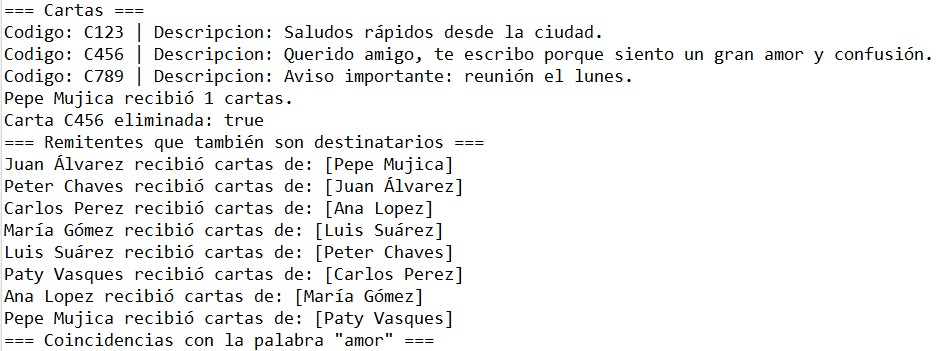 === Cartas ===
Codigo: C123 | Descripcion: Saludos rápidos desde la ciudad.
Codigo: C456 | Descripcion: Querido amigo, te escribo porque siento un gran amor y confusión.
Codigo: C789 | Descripcion: Aviso importante: reunión el lunes.
Pepe Mujica recibió 1 cartas.
Carta C456 eliminada: true
=== Remitentes que también son destinatarios ===
Juan Álvarez recibió cartas de: [Pepe Mujica]
Peter Chaves recibió cartas de: [Juan Álvarez]
Carlos Perez recibió cartas de: [Ana Lopez]
María Gómez recibió cartas de: [Luis Suárez]
Luis Suárez recibió cartas de: [Peter Chaves]
Paty Vasques recibió cartas de: [Carlos Perez]
Ana Lopez recibió cartas de: [María Gómez]
Pepe Mujica recibió cartas de: [Paty Vasques]
=== Coincidencias con la palabra "amor" ===